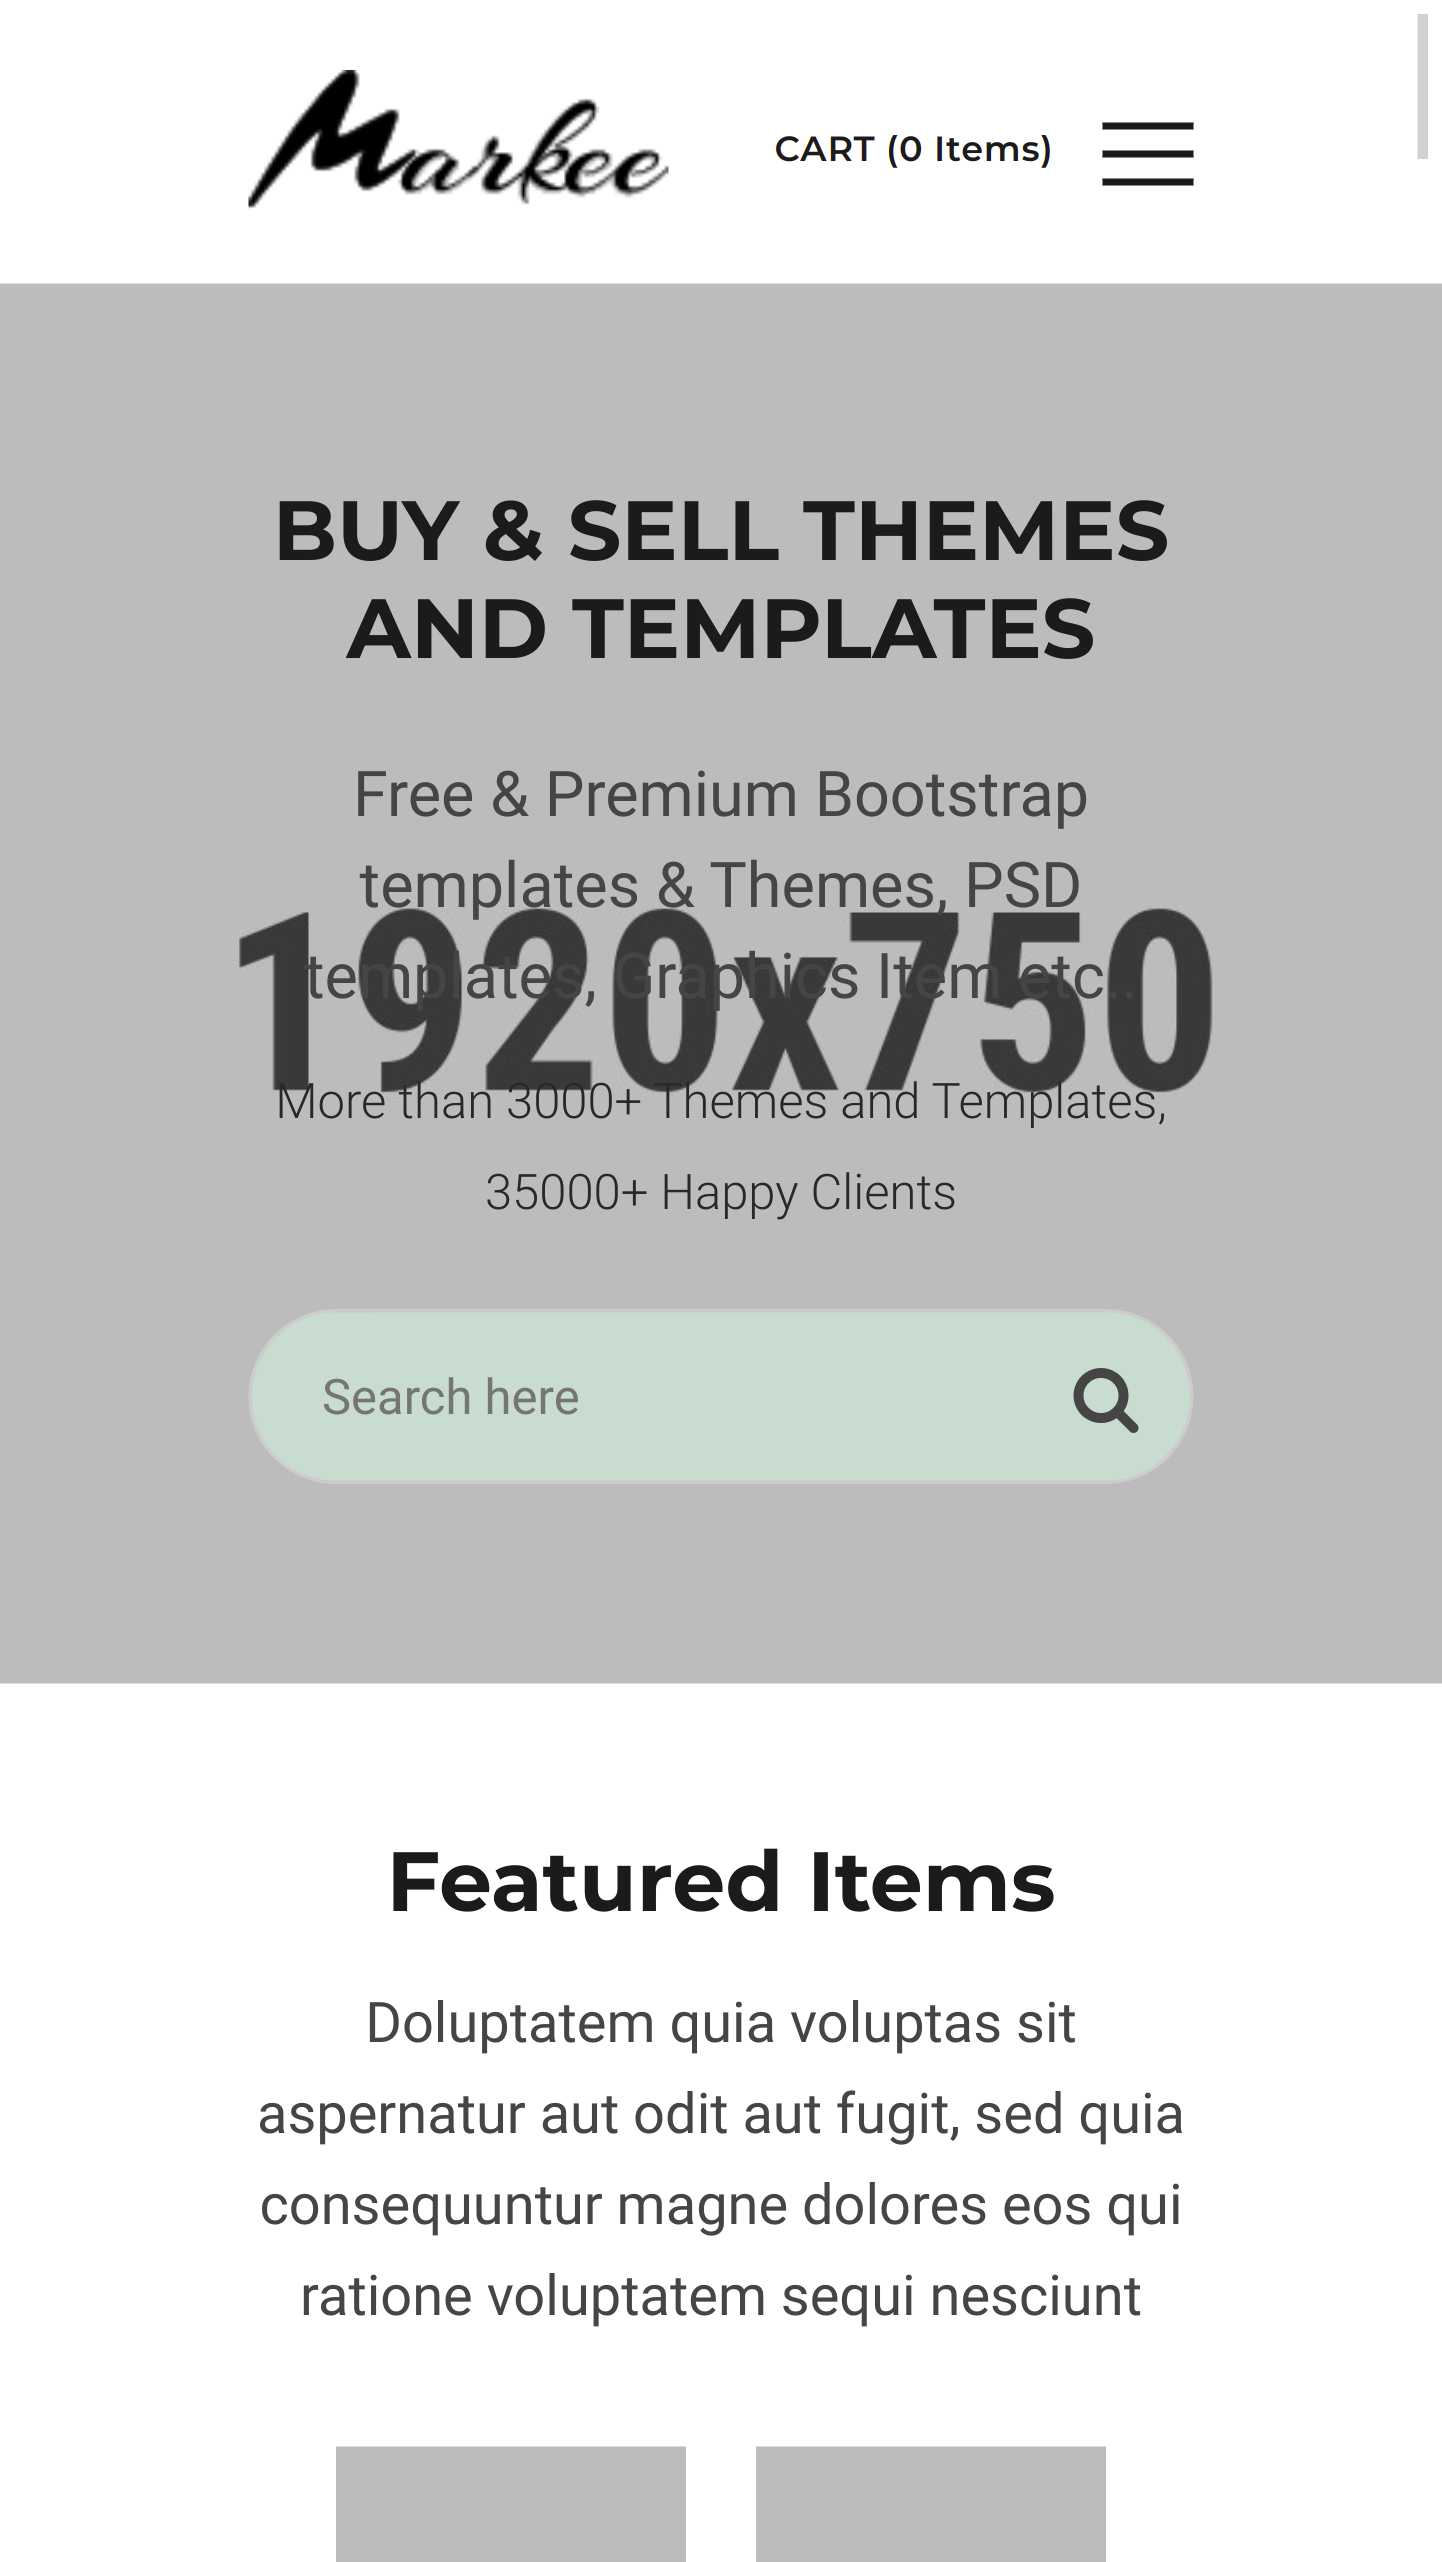 Markee
CART (0 Items)
BUY & SELL THEMES
AND TEMPLATES
Free & Premium Bootstrap
templates & Themes, PSD
templates, Graphics Item etc..
1920x750
More than 3000+ Themes and Templates,
35000+ Happy Clients
Search here
Featured Items
Doluptatem quia voluptas sit
aspernatur aut odit aut fugit, sed quia
consequuntur magne dolores eos qui
ratione voluptatem sequi nesciunt